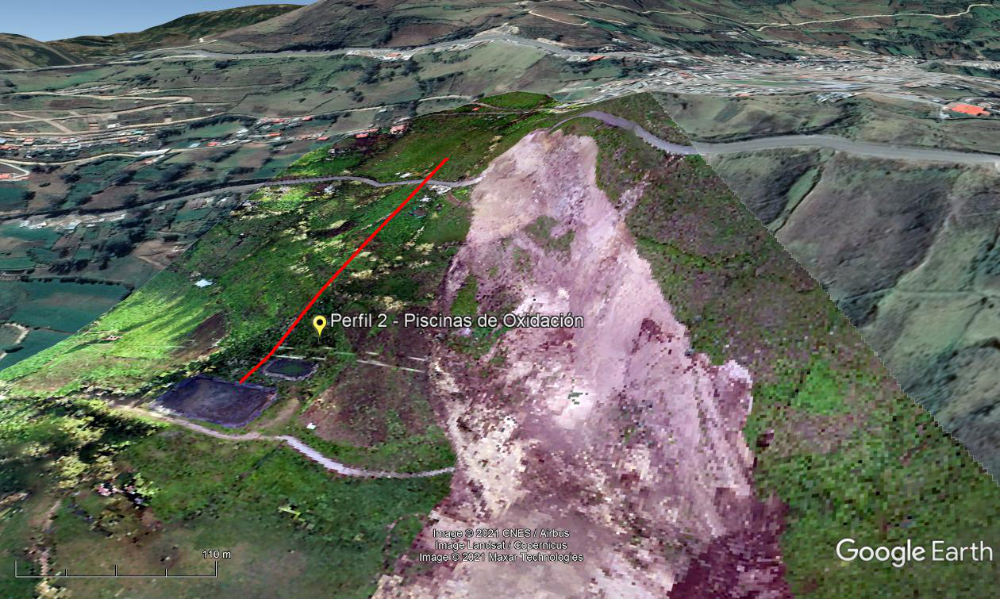 Perfil 2 - Piscinas de Oxidación
Image © 2021 CNES / Airbus
Image Landsat / Copernicus
Image © 2021 Maxar Technologies
110 m
Google Earth